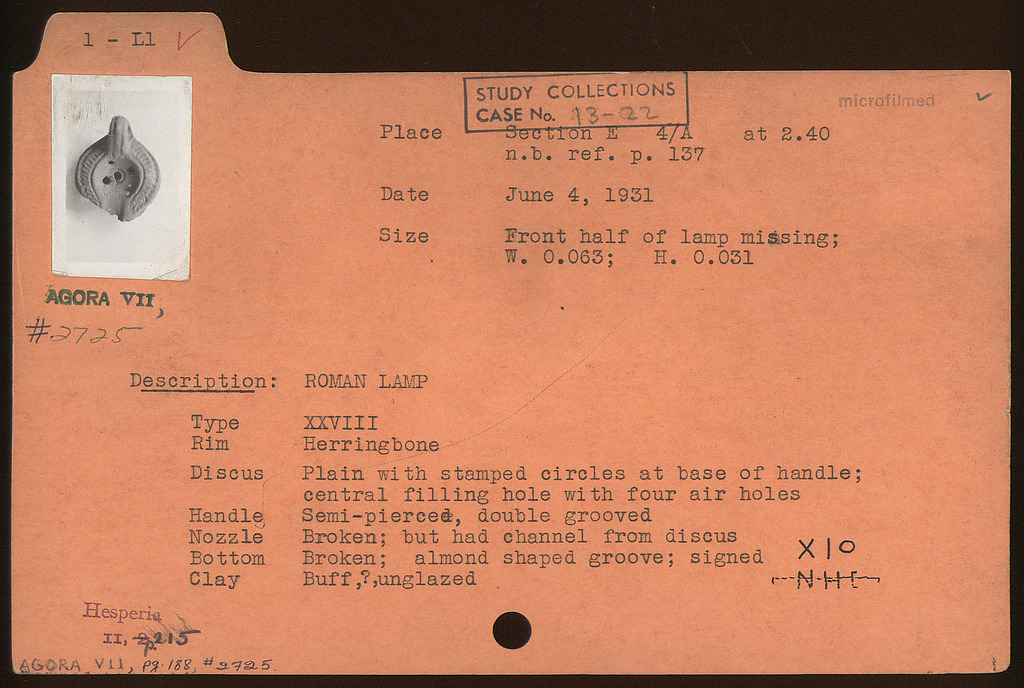 1 - L1 ✓
STUDY COLLECTIONS
CASE No. 13-22
microfilmed ✓
Place Section E 4/A at 2.40
n.b. ref. p. 137
Date June 4, 1931
Size Front half of lamp missing;
W. 0.063; H. 0.031
AGORA VII,
#2725
Description: ROMAN LAMP
Type XXVIII
Rim Herringbone
Discus Plain with stamped circles at base of handle;
central filling hole with four air holes
Handle Semi-pierced, double grooved
Nozzle Broken; but had channel from discus
Bottom Broken; almond shaped groove; signed
XIO
Clay Buff,?,unglazed
Hesperia
II, p. 215
AGORA VII, pg. 188, #2725.